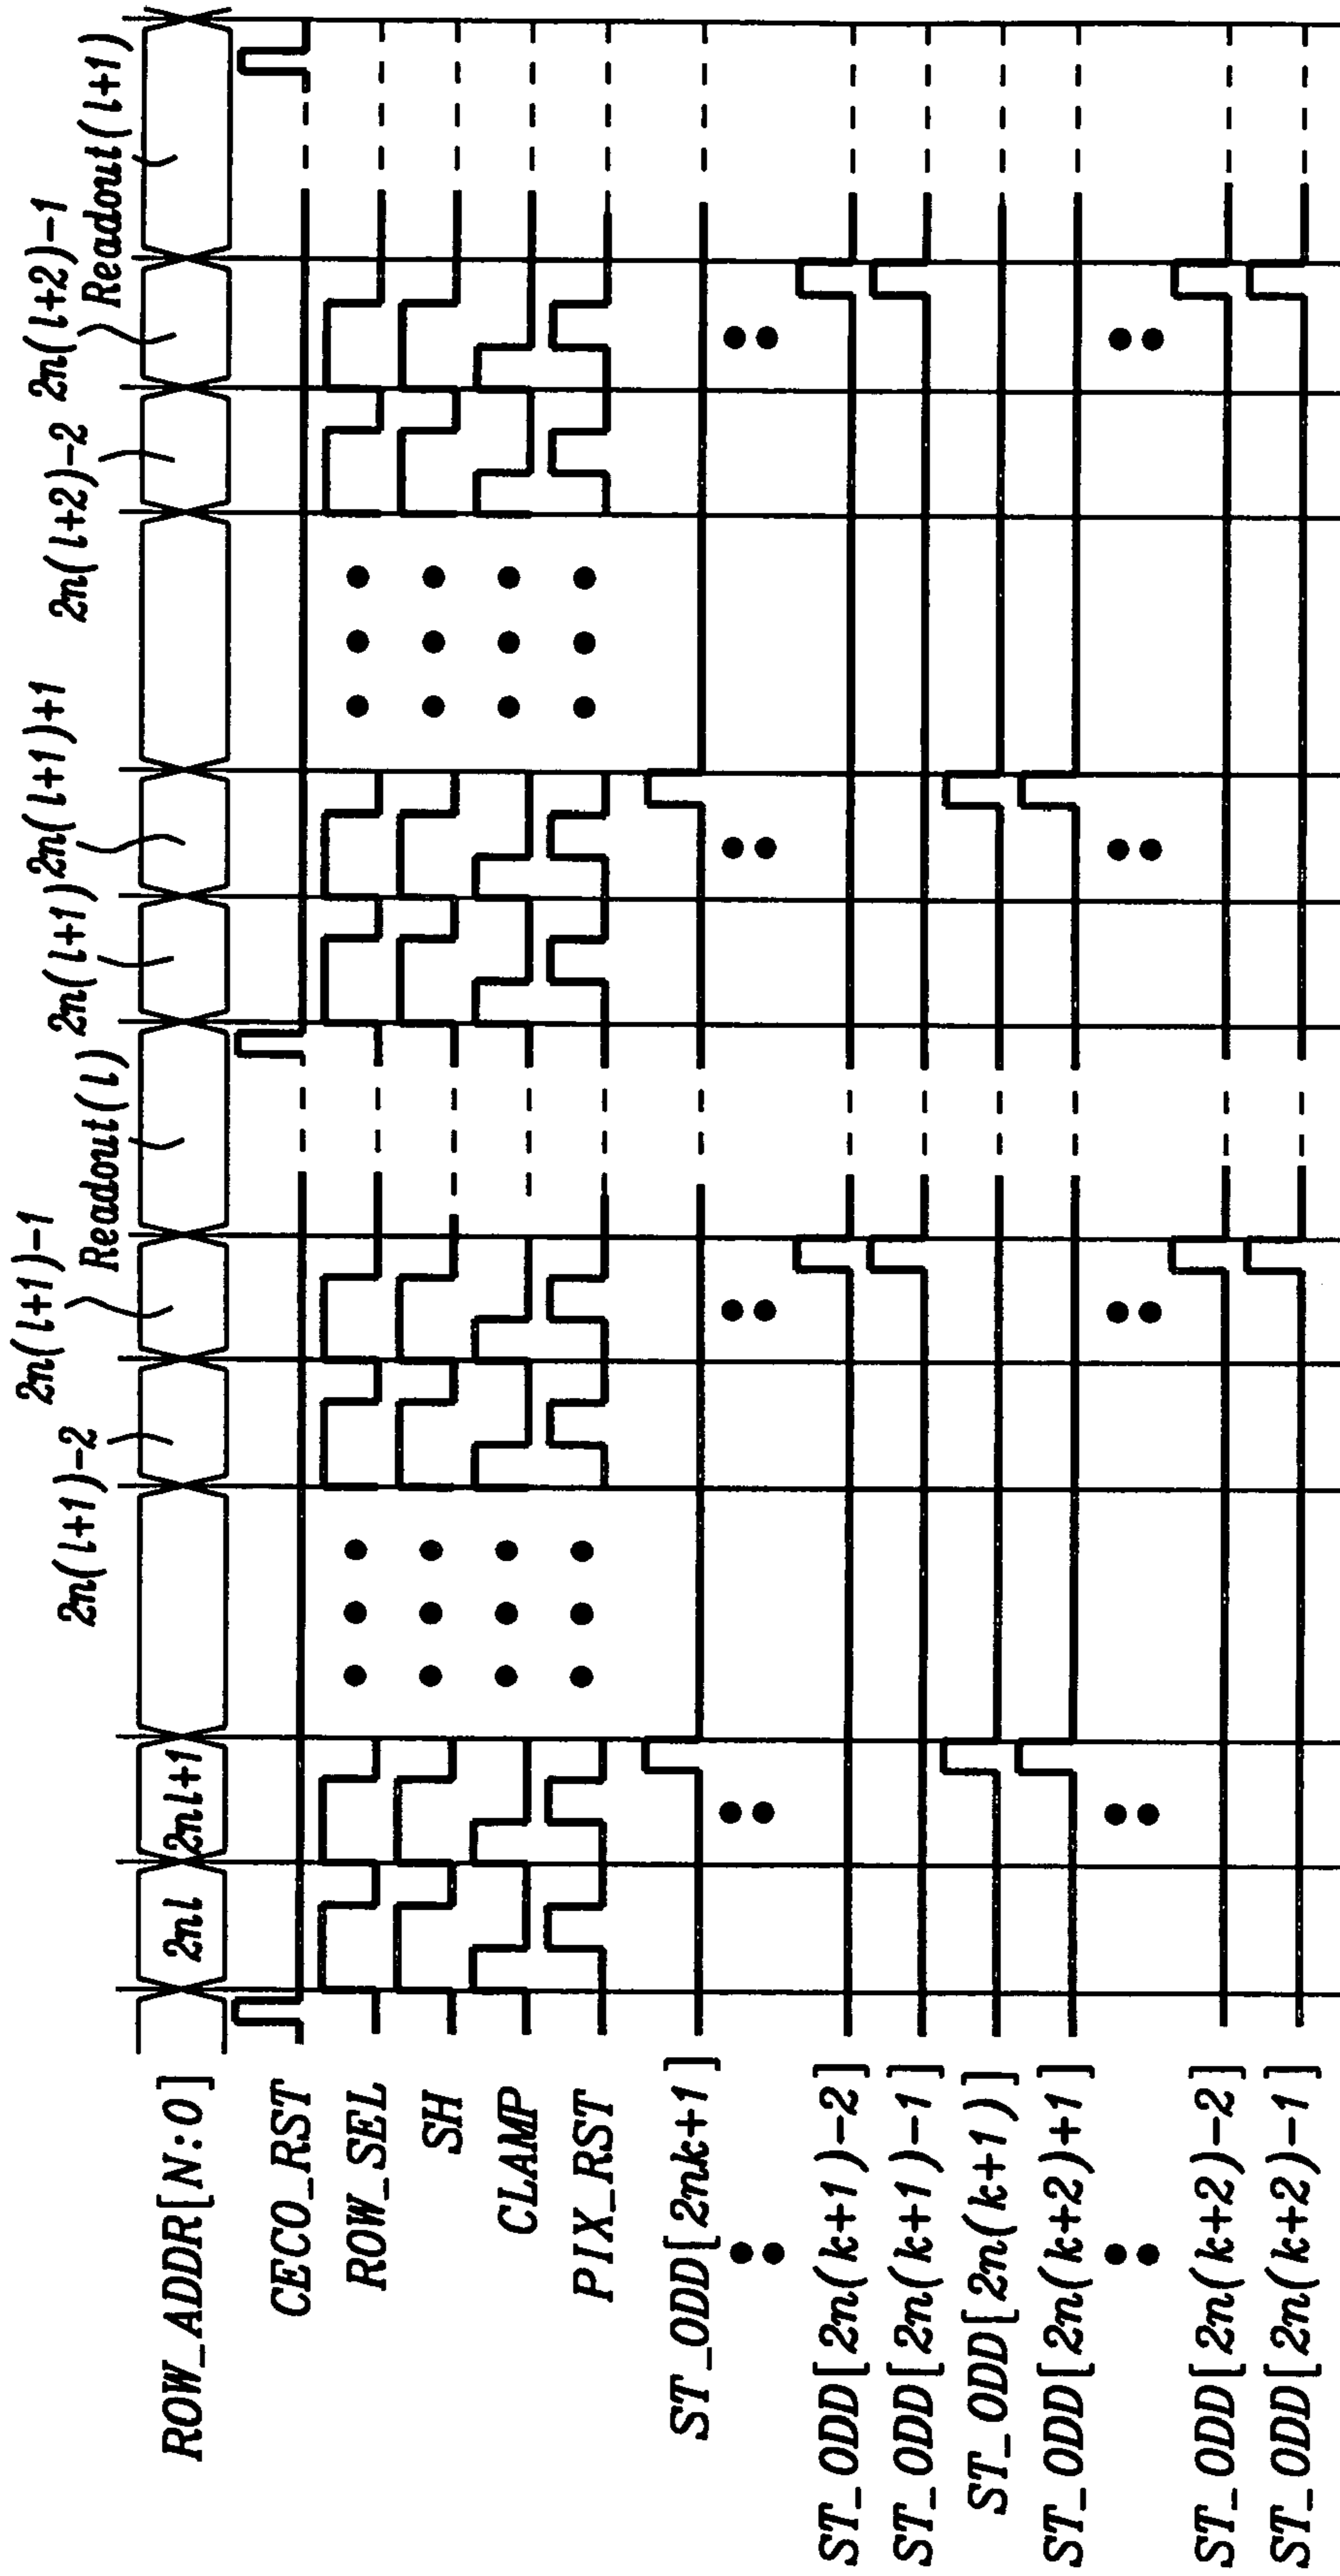 2nl
2nl+1
2n(l+1)-2
2n(l+1)-1
Readout(l)
2n(l+1)
2n(l+1)+1
2n(l+2)-2
2n(l+2)-1
Readout(l+1)
ROW_ADDR[N:0]
CECO_RST
ROW_SEL
SH
CLAMP
PIX_RST
ST_ODD[2nk+1]
ST_ODD[2n(k+1)-2]
ST_ODD[2n(k+1)-1]
ST_ODD[2n(k+1)]
ST_ODD[2n(k+2)+1]
ST_ODD[2n(k+2)-2]
ST_ODD[2n(k+2)-1]